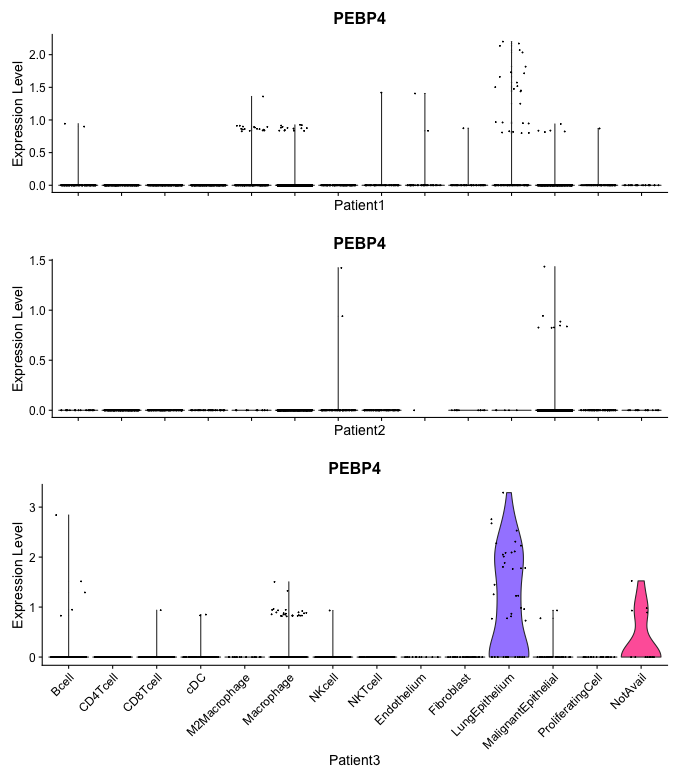 PEBP4
Expression Level
2.0
1.5
1.0
0.5
0.0
Patient1
PEBP4
Expression Level
1.5
1.0
0.5
0.0
Patient2
PEBP4
Expression Level
3
2
1
0
Bcell
CD4Tcell
CD8Tcell
cDC
M2Macrophage
Macrophage
NKcell
NKTcell
Endothelium
Fibroblast
LungEpithelium
MalignantEpithelial
ProliferatingCell
NotAvail
Patient3